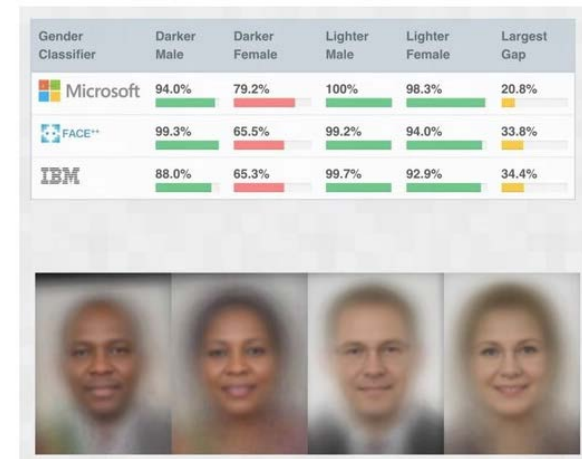 Gender Classifier Darker Male Darker Female Lighter Male Lighter Female Largest Gap
Microsoft 94.0% 79.2% 100% 98.3% 20.8%
FACE++ 99.3% 65.5% 99.2% 94.0% 33.8%
IBM 88.0% 65.3% 99.7% 92.9% 34.4%